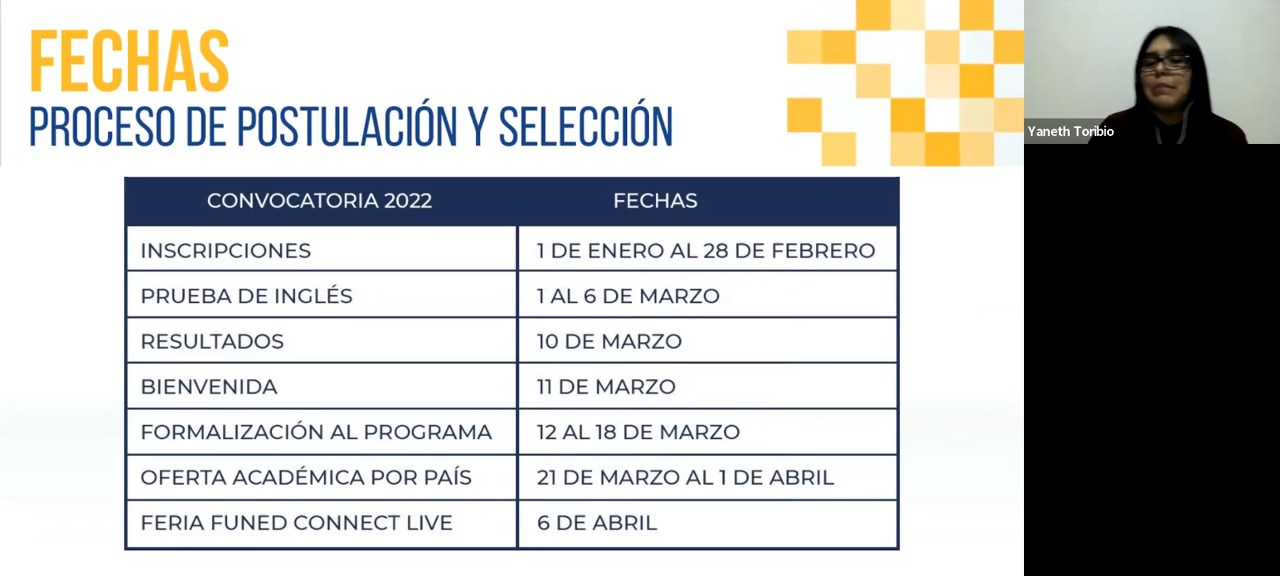 FECHAS
PROCESO DE POSTULACIÓN Y SELECCIÓN
CONVOCATORIA 2022 FECHAS
INSCRIPCIONES 1 DE ENERO AL 28 DE FEBRERO
PRUEBA DE INGLÉS 1 AL 6 DE MARZO
RESULTADOS 10 DE MARZO
BIENVENIDA 11 DE MARZO
FORMALIZACIÓN AL PROGRAMA 12 AL 18 DE MARZO
OFERTA ACADÉMICA POR PAÍS 21 DE MARZO AL 1 DE ABRIL
FERIA FUNED CONNECT LIVE 6 DE ABRIL
Yaneth Toribio